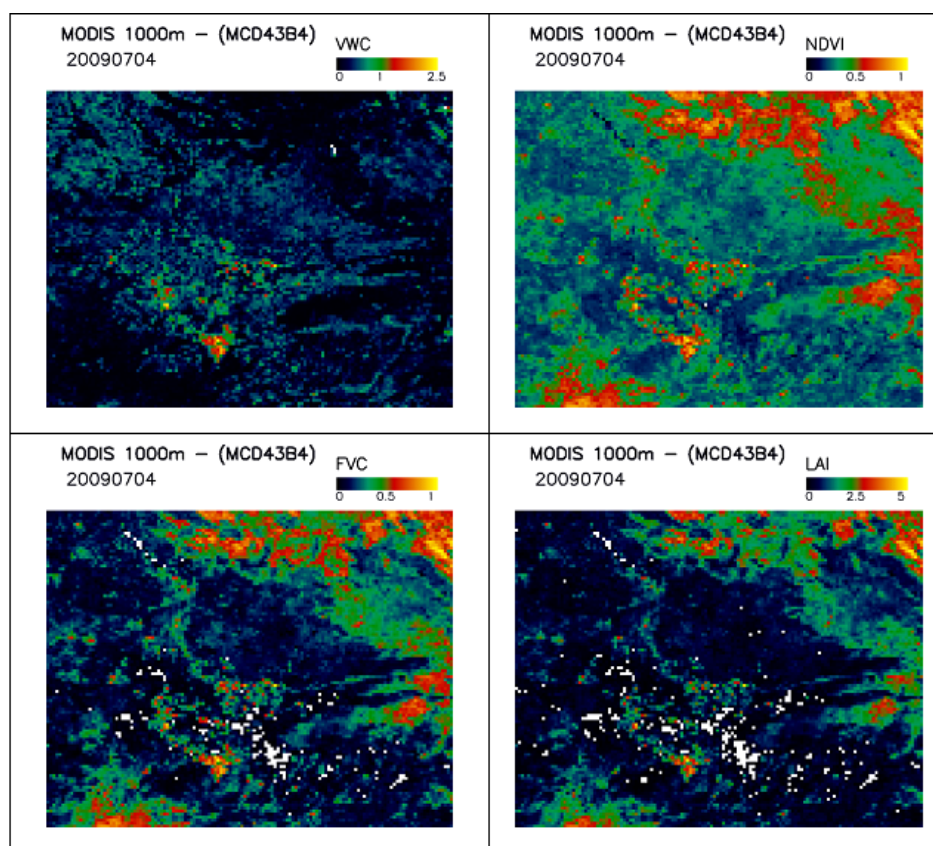 MODIS 1000m - (MCD43B4)
20090704
VWC
0 1 2.5
MODIS 1000m - (MCD43B4)
20090704
NDVI
0 0.5 1
MODIS 1000m - (MCD43B4)
20090704
FVC
0 0.5 1
MODIS 1000m - (MCD43B4)
20090704
LAI
0 2.5 5